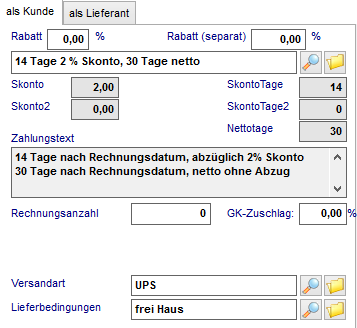 als Kunde als Lieferant
Rabatt 0,00 % Rabatt (separat) 0,00 %
14 Tage 2 % Skonto, 30 Tage netto
Skonto 2,00 SkontoTage 14
Skonto2 0,00 SkontoTage2 0
Nettotage 30
Zahlungstext
14 Tage nach Rechnungsdatum, abzüglich 2% Skonto
30 Tage nach Rechnungsdatum, netto ohne Abzug
Rechnungsanzahl 0 GK-Zuschlag: 0,00 %
Versandart UPS
Lieferbedingungen frei Haus